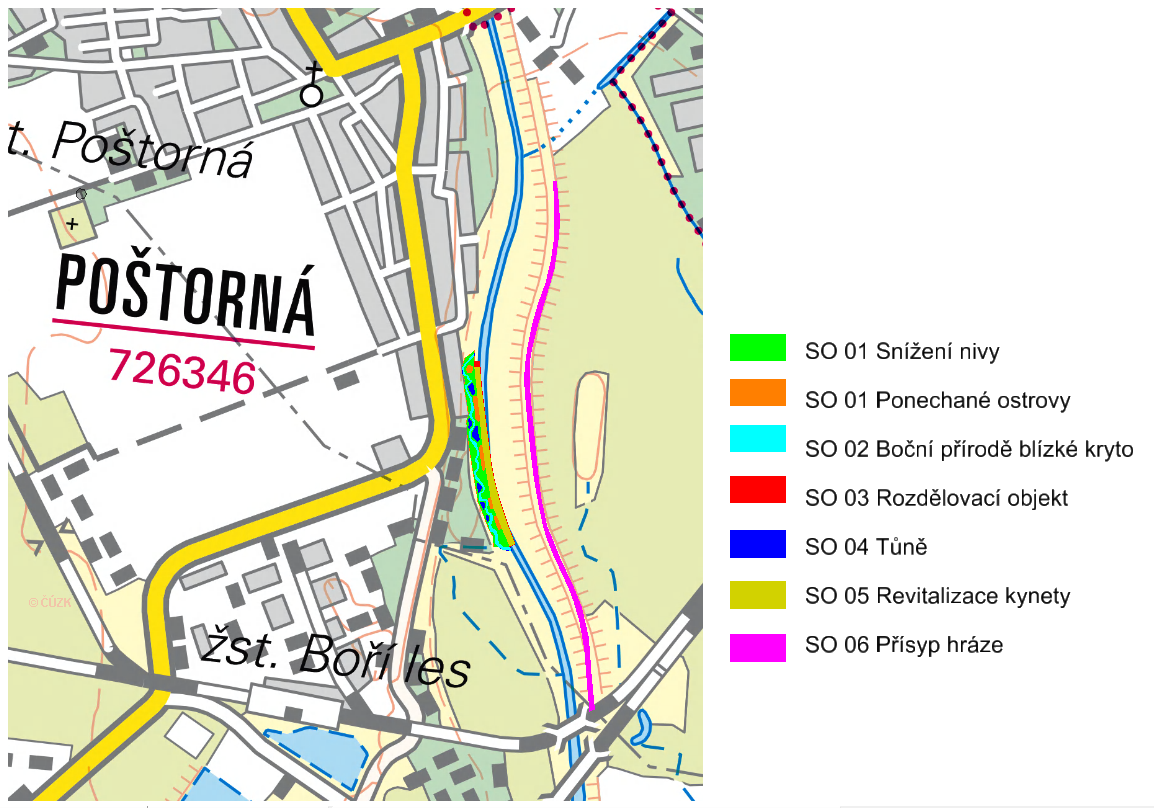 t. Poštorná
POŠTORNÁ
726346
© ČÚZK
žst. Boří les
SO 01 Snížení nivy
SO 01 Ponechané ostrovy
SO 02 Boční přírodě blízké kryto
SO 03 Rozdělovací objekt
SO 04 Tůně
SO 05 Revitalizace kynety
SO 06 Přísyp hráze